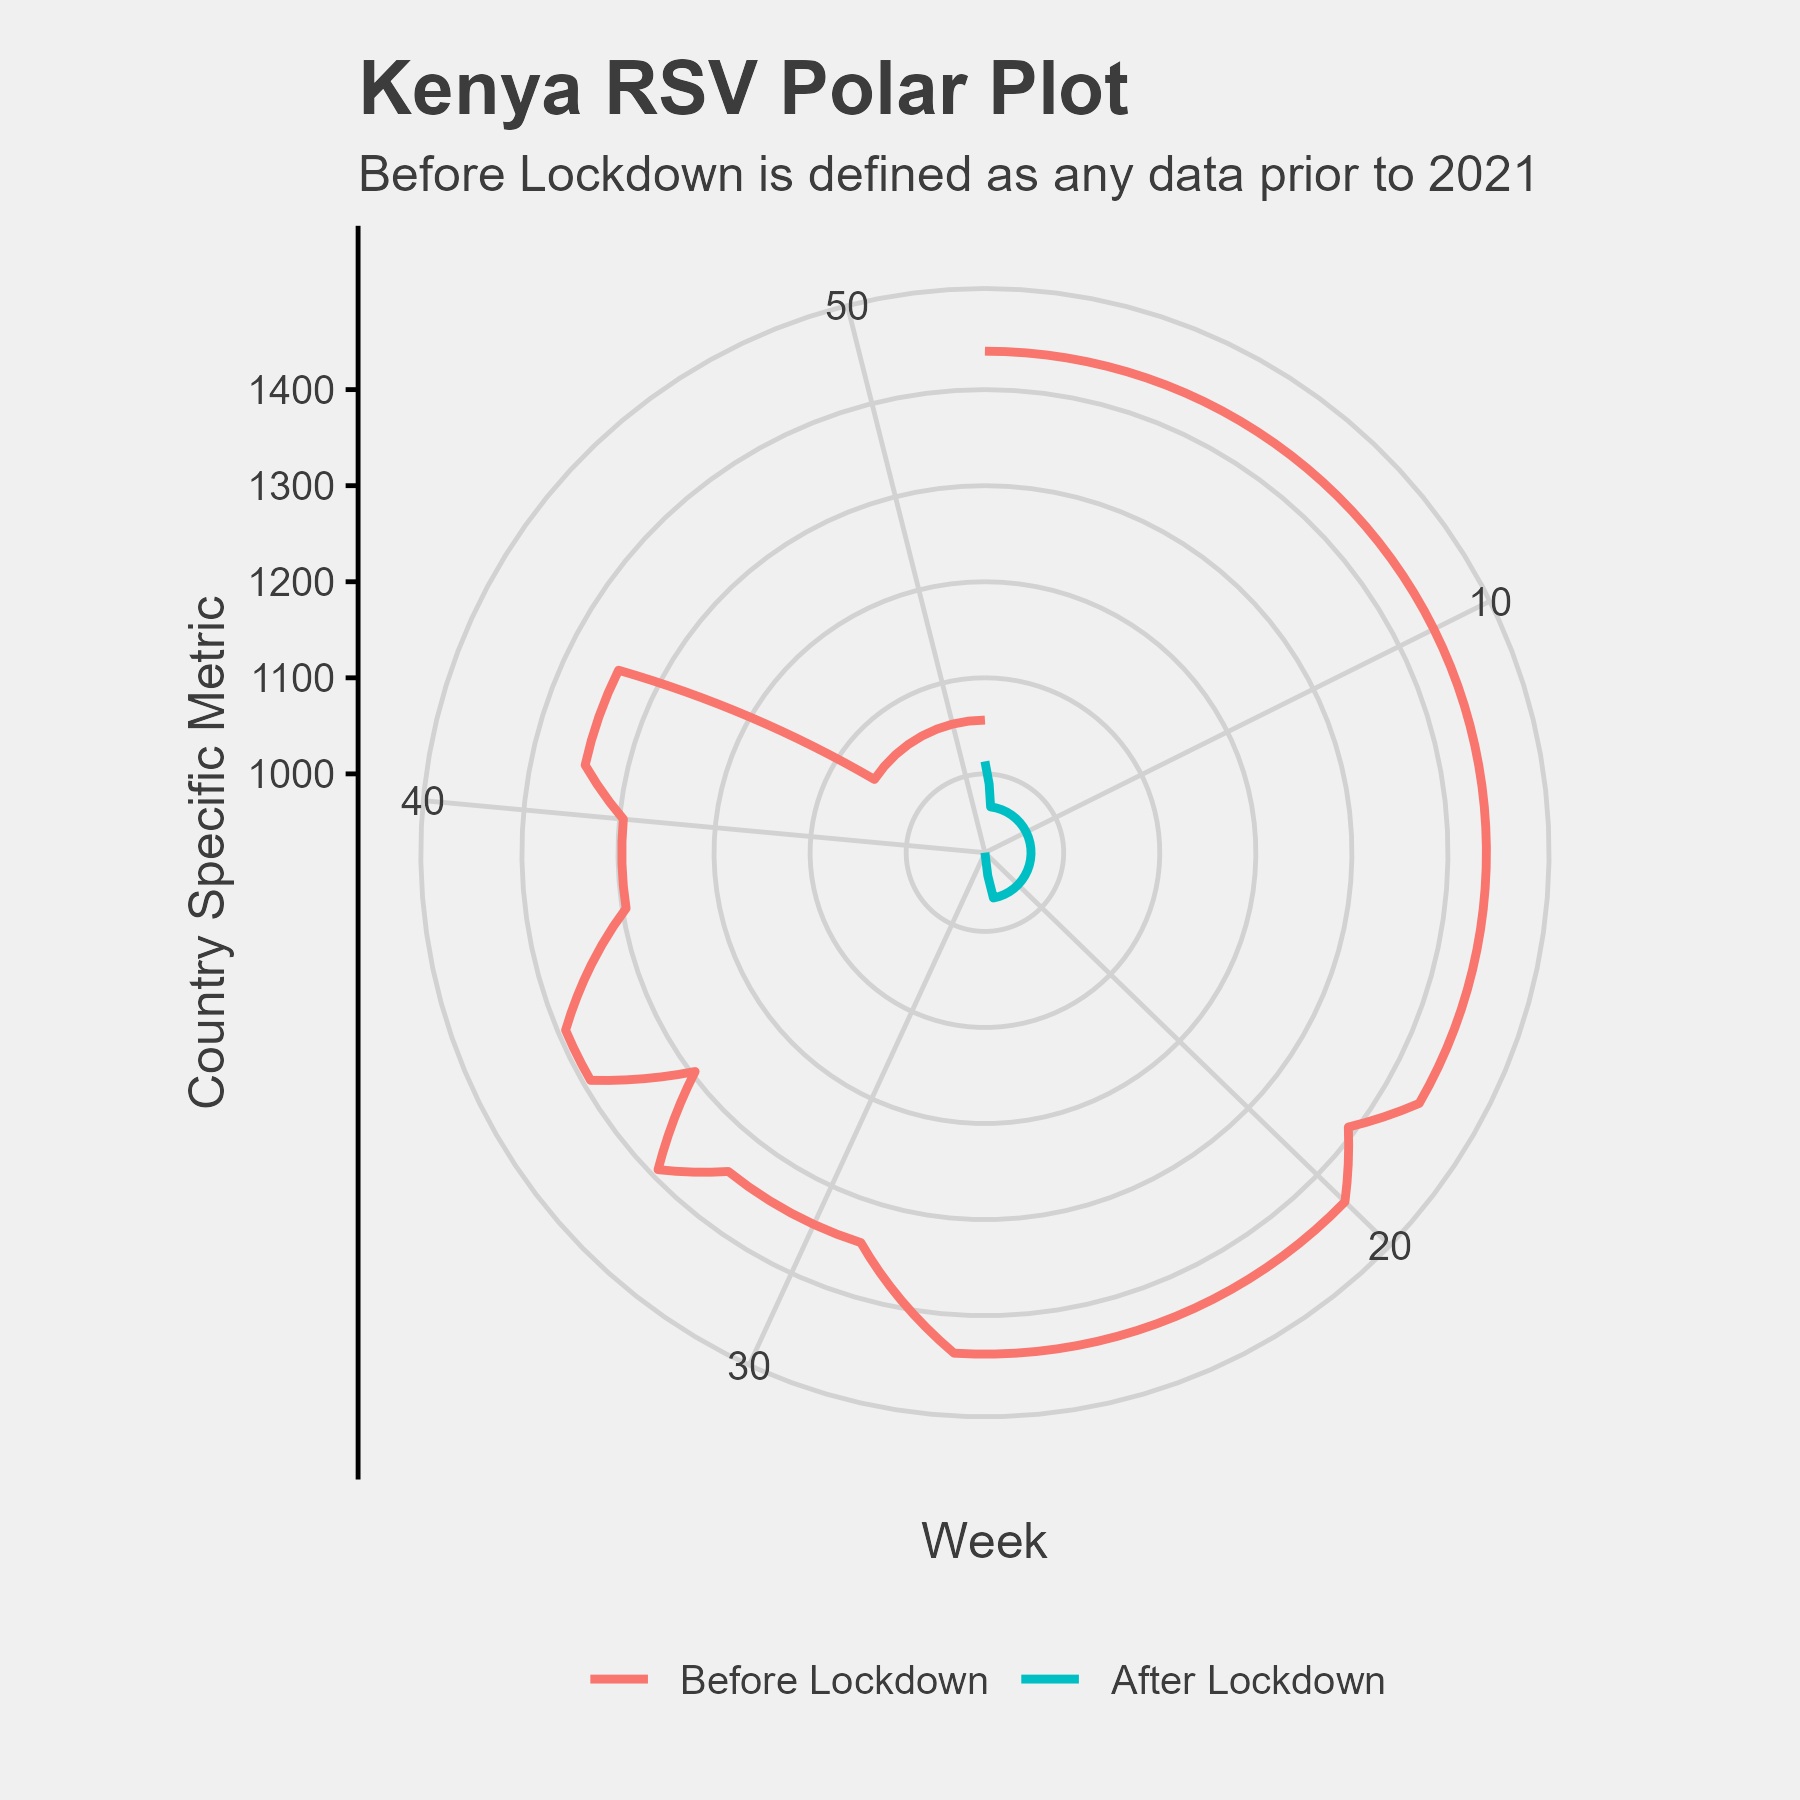 Kenya RSV Polar Plot
Before Lockdown is defined as any data prior to 2021
50
1400
1300
1200
1100
1000
10
40
20
30
Country Specific Metric
Week
Before Lockdown
After Lockdown